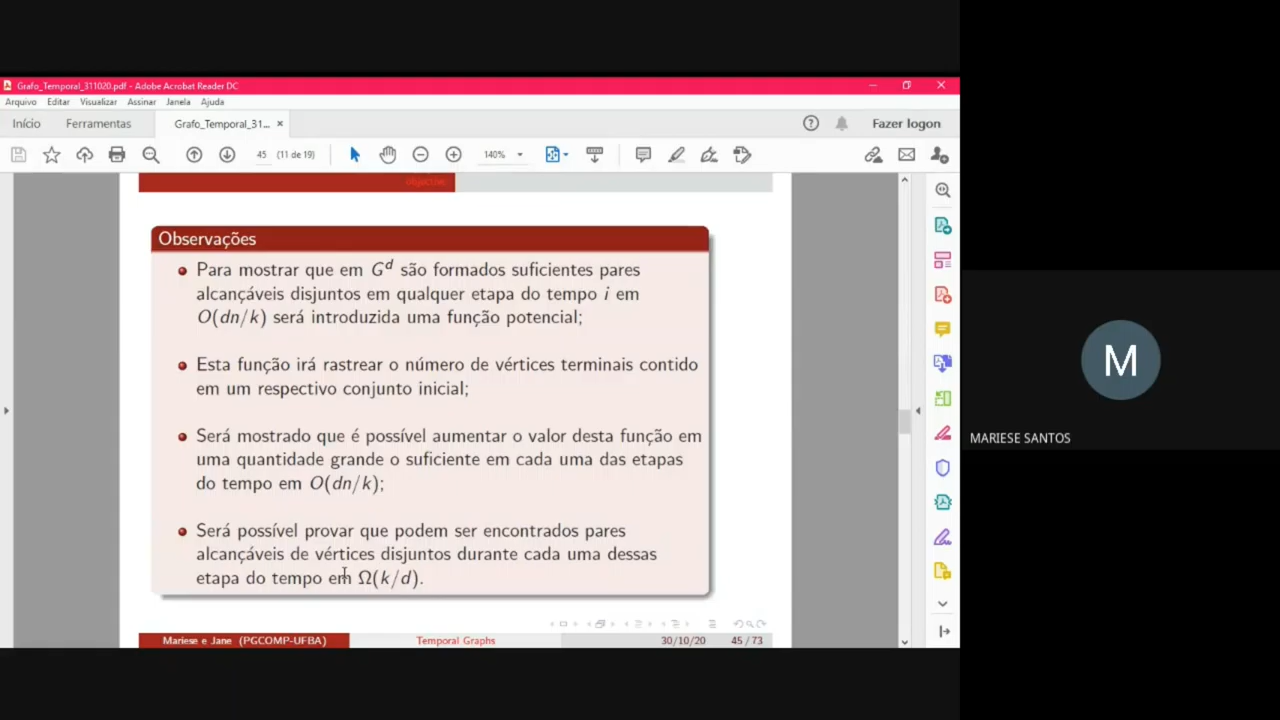 Grafo_Temporal_311020.pdf - Adobe Acrobat Reader DC
Arquivo Editar Visualizar Assinar Janela Ajuda
Início Ferramentas Grafo_Temporal_31... × Fazer logon
45 (11 de 19) 140%
objective
Observações
Para mostrar que em G^d são formados suficientes pares
alcançáveis disjuntos em qualquer etapa do tempo i em
O(dn/k) será introduzida uma função potencial;
Esta função irá rastrear o número de vértices terminais contido
em um respectivo conjunto inicial;
Será mostrado que é possível aumentar o valor desta função em
uma quantidade grande o suficiente em cada uma das etapas
do tempo em O(dn/k);
Será possível provar que podem ser encontrados pares
alcançáveis de vértices disjuntos durante cada uma dessas
etapa do tempo em Ω(k/d).
Mariese e Jane (PGCOMP-UFBA) Temporal Graphs 30/10/20 45 / 73
M
MARIESE SANTOS